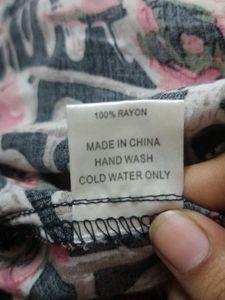 100% RAYON
MADE IN CHINA
HAND WASH
COLD WATER ONLY